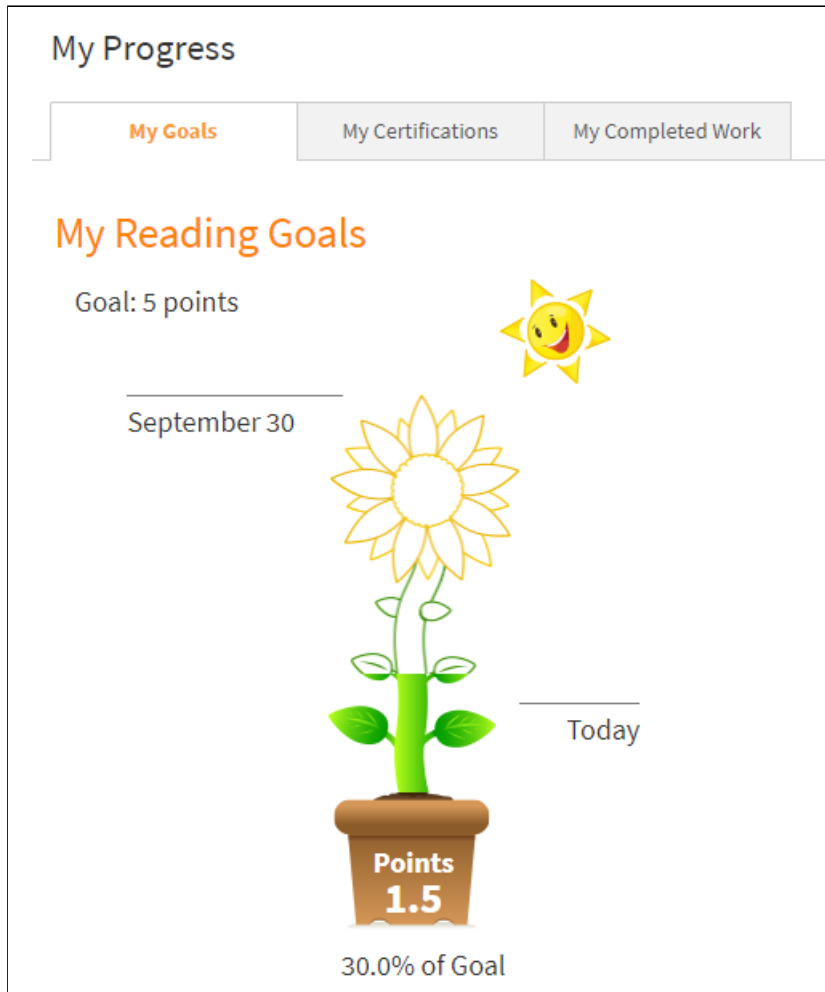 My Progress
My Goals
My Certifications
My Completed Work
My Reading Goals
Goal: 5 points
September 30
Today
Points
1.5
30.0% of Goal